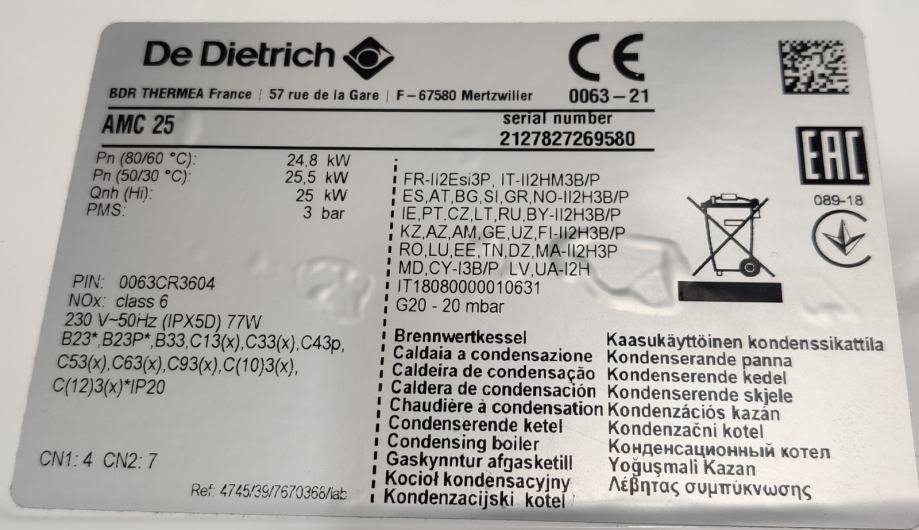 De Dietrich
CE
BDR THERMEA France | 57 rue de la Gare | F-67580 Mertzwiller
0063-21
AMC 25
serial number
2127827269580
EAC
089-18
Pn (80/60 °C): 24,8 kW
Pn (50/30 °C): 25,5 kW
Qnh (Hi): 25 kW
PMS: 3 bar
FR-II2Esi3P, IT-II2HM3B/P
ES,AT,BG,SI,GR,NO-II2H3B/P
IE,PT,CZ,LT,RU,BY-II2H3B/P
KZ,AZ,AM,GE,UZ,FI-II2H3B/P
RO,LU,EE,TN,DZ,MA-II2H3P
MD,CY-I3B/P LV,UA-I2H
IT18080000010631
G20 - 20 mbar
PIN: 0063CR3604
NOx: class 6
230 V~50Hz (IPX5D) 77W
B23*,B23P*,B33,C13(x),C33(x),C43p,
C53(x),C63(x),C93(x),C(10)3(x),
C(12)3(x)*IP20
CN1: 4 CN2: 7
Ref: 4745/39/7670368/iab
Brennwertkessel
Caldaia a condensazione
Caldeira de condensação
Caldera de condensación
Chaudière à condensation
Condenserende ketel
Condensing boiler
Gaskynntur afgasketill
Kocioł kondensacyjny
Kondenzacijski kotel
Kaasukäyttöinen kondenssikattila
Kondenserande panna
Kondenserende kedel
Kondenserende skjele
Kondenzációs kazán
Kondenzační kotel
Конденсационный котел
Yoğuşmali Kazan
Λέβητας συμπύκνωσης